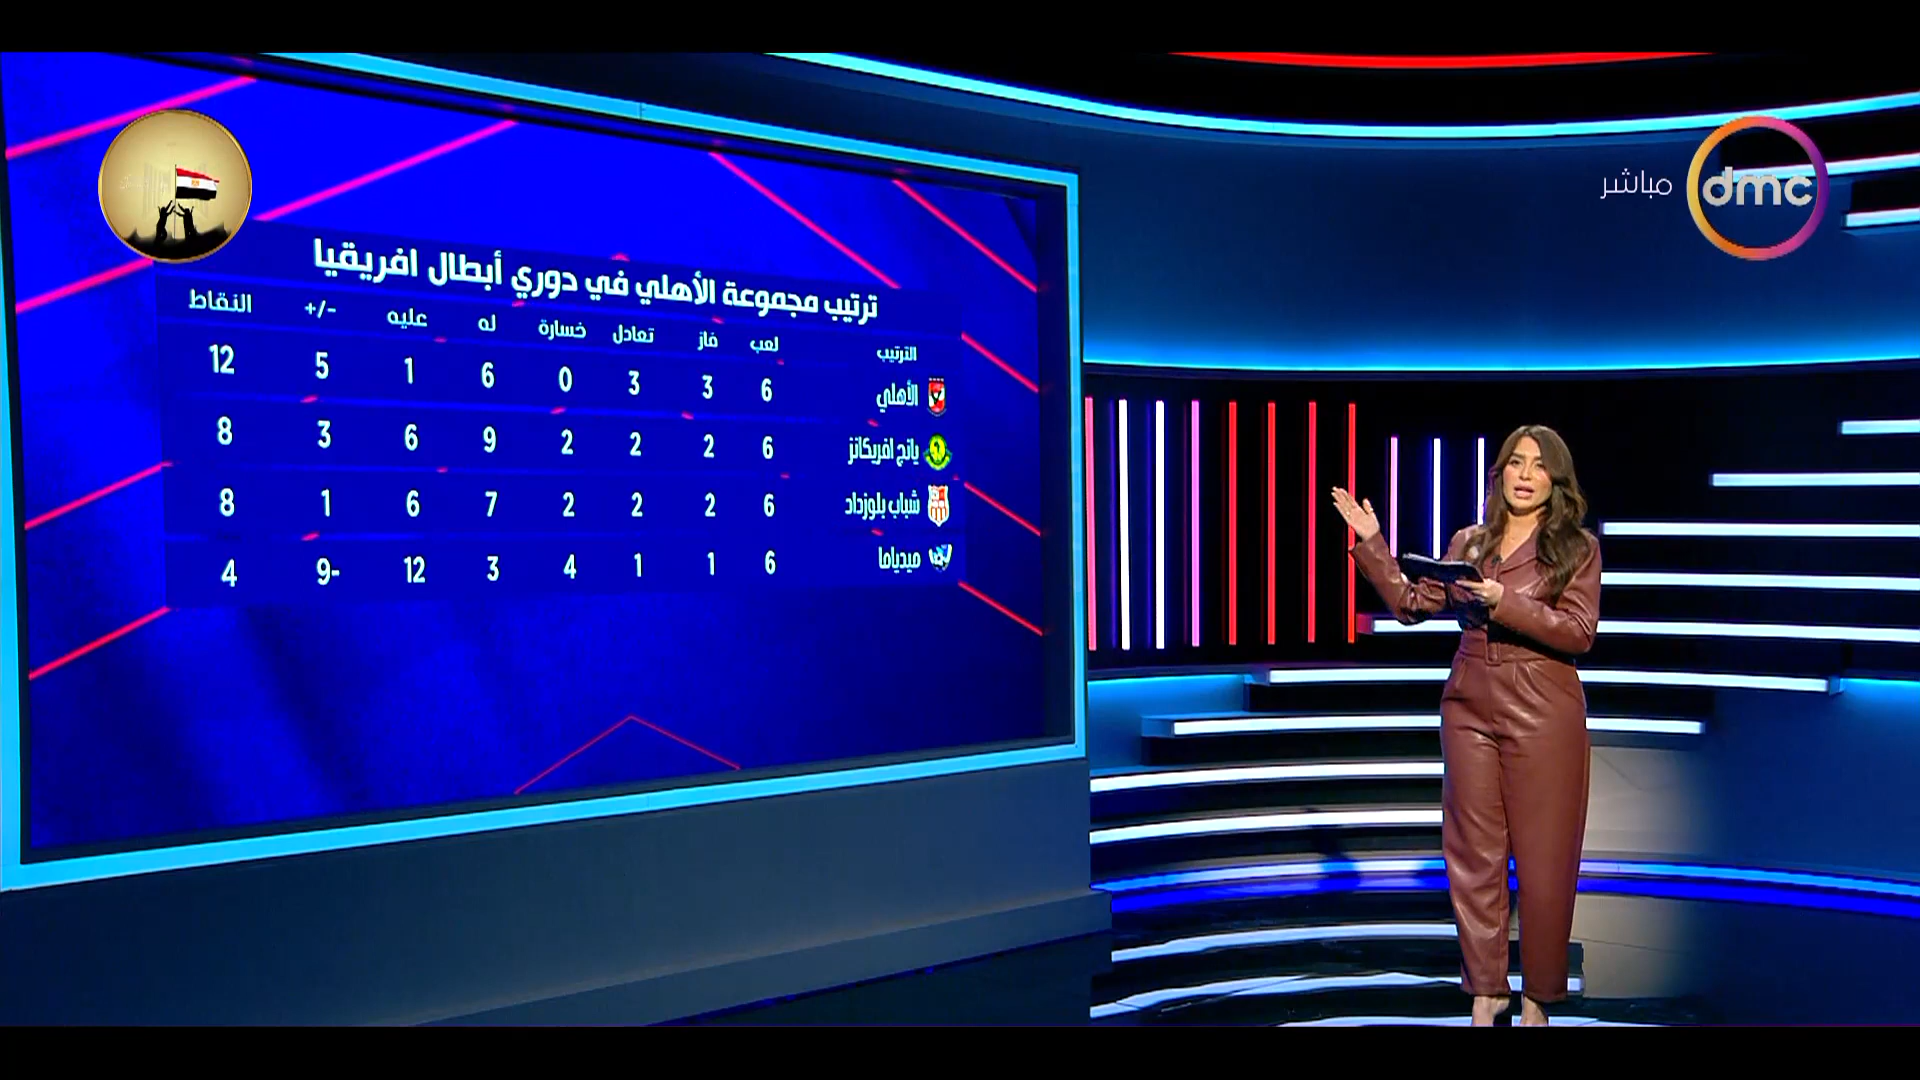 ترتيب مجموعة الأهلي في دوري أبطال افريقيا
الترتيب لعب فاز تعادل خسارة له عليه +/- النقاط
الأهلي 6 3 3 0 6 1 5 12
يانج افريكانز 6 2 2 2 9 6 3 8
شباب بلوزداد 6 2 2 2 7 6 1 8
ميدياما 6 1 1 4 3 12 9- 4
dmc مباشر